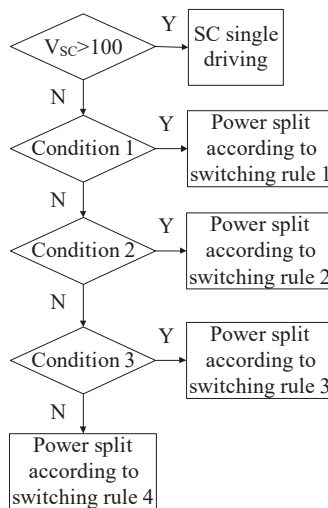 Y
V_SC>100
SC single
driving
N
Y
Condition 1
Power split
according to
switching rule 1
N
Y
Condition 2
Power split
according to
switching rule 2
N
Y
Condition 3
Power split
according to
switching rule 3
N
Power split
according to
switching rule 4